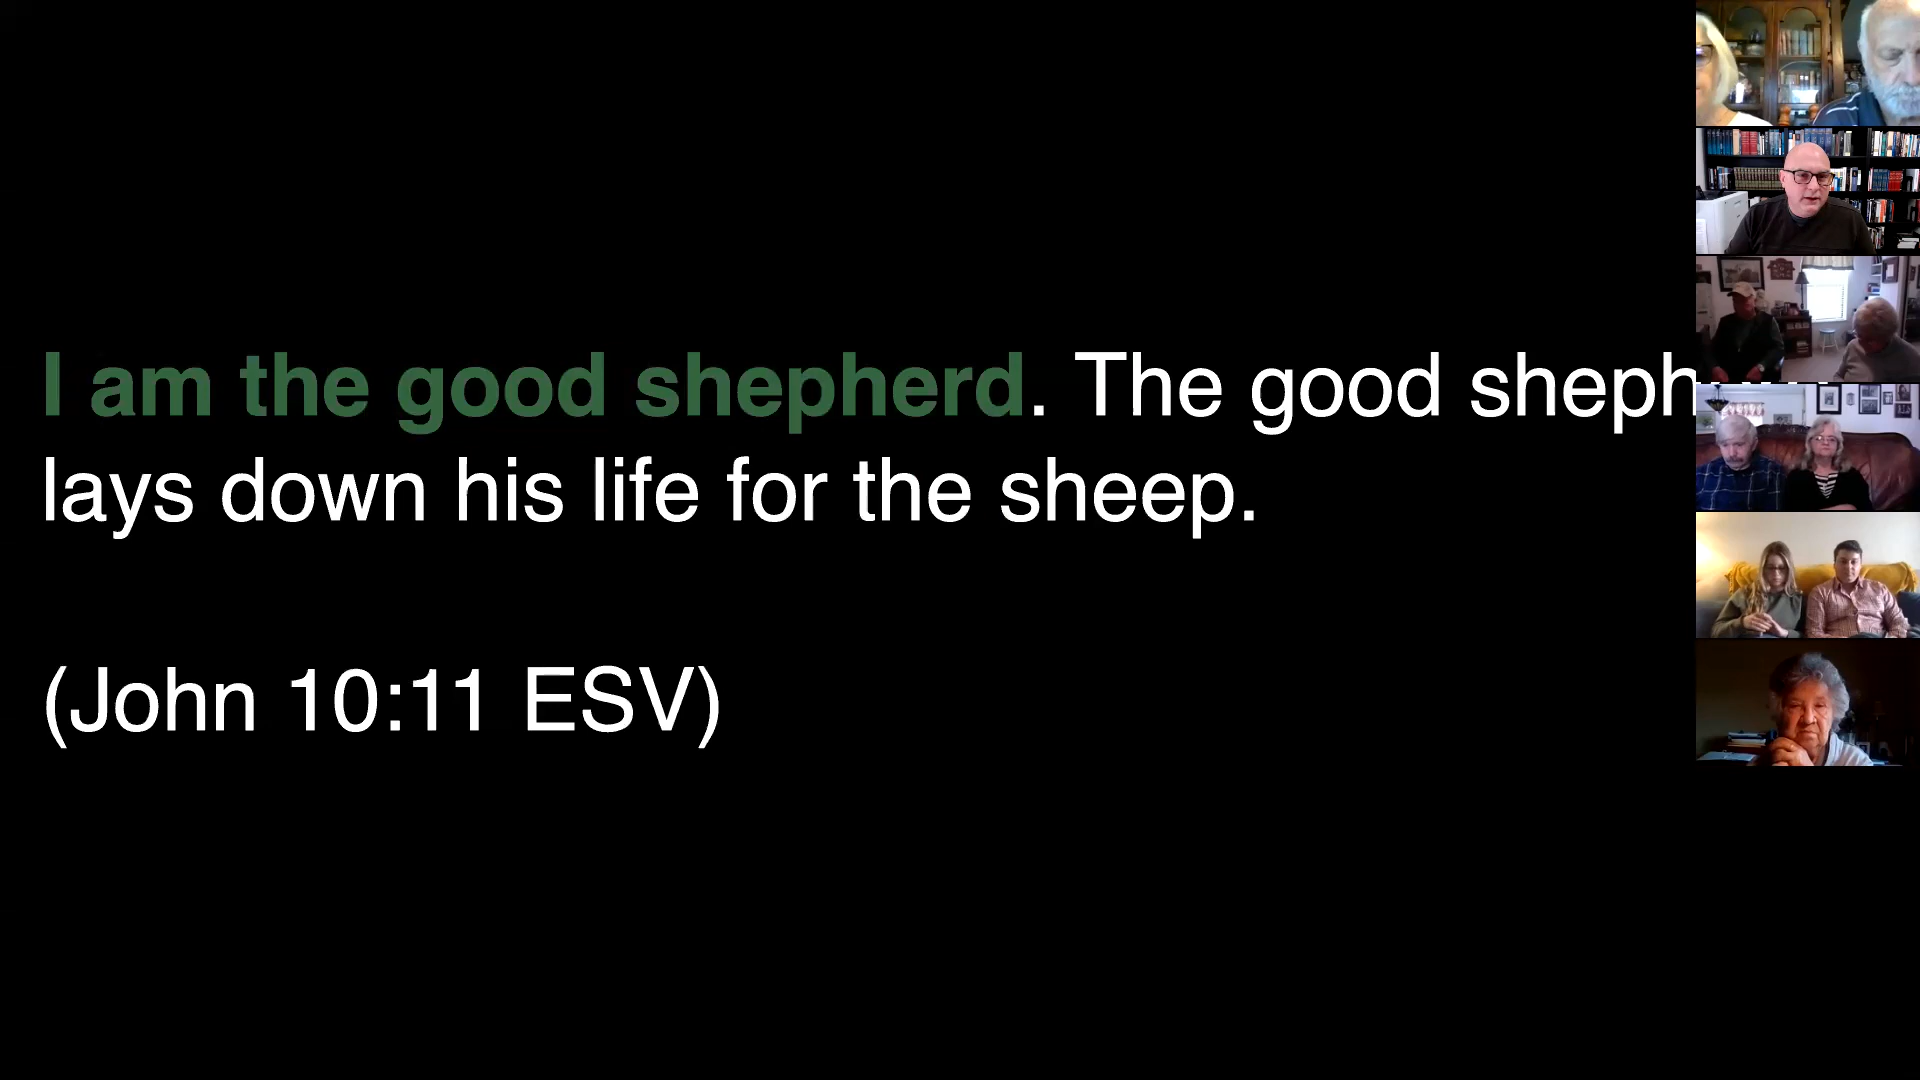 I am the good shepherd. The good sheph
lays down his life for the sheep.
(John 10:11 ESV)